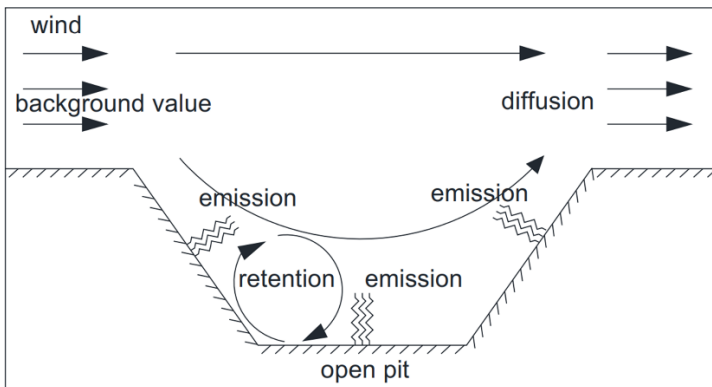 wind
background value
diffusion
emission
emission
retention
emission
open pit